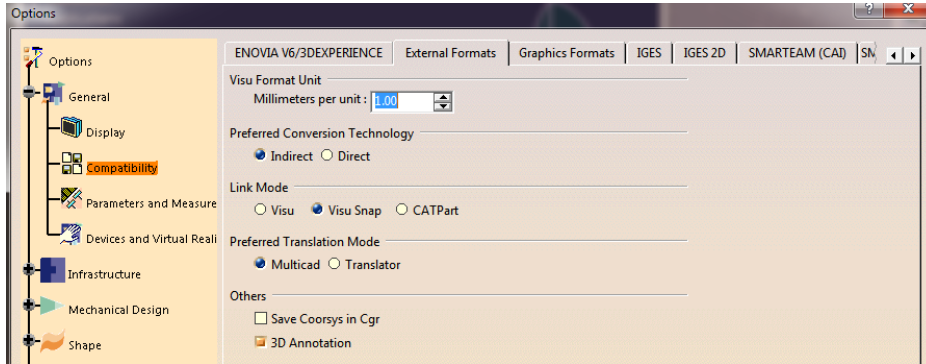 Options
ENOVIA V6/3DEXPERIENCE External Formats Graphics Formats IGES IGES 2D SMARTEAM (CAI) SM
Options
General
Display
Compatibility
Parameters and Measure
Devices and Virtual Reali
Infrastructure
Mechanical Design
Shape
Visu Format Unit
Millimeters per unit : 1.00
Preferred Conversion Technology
Indirect Direct
Link Mode
Visu Visu Snap CATPart
Preferred Translation Mode
Multicad Translator
Others
Save Coorsys in Cgr
3D Annotation